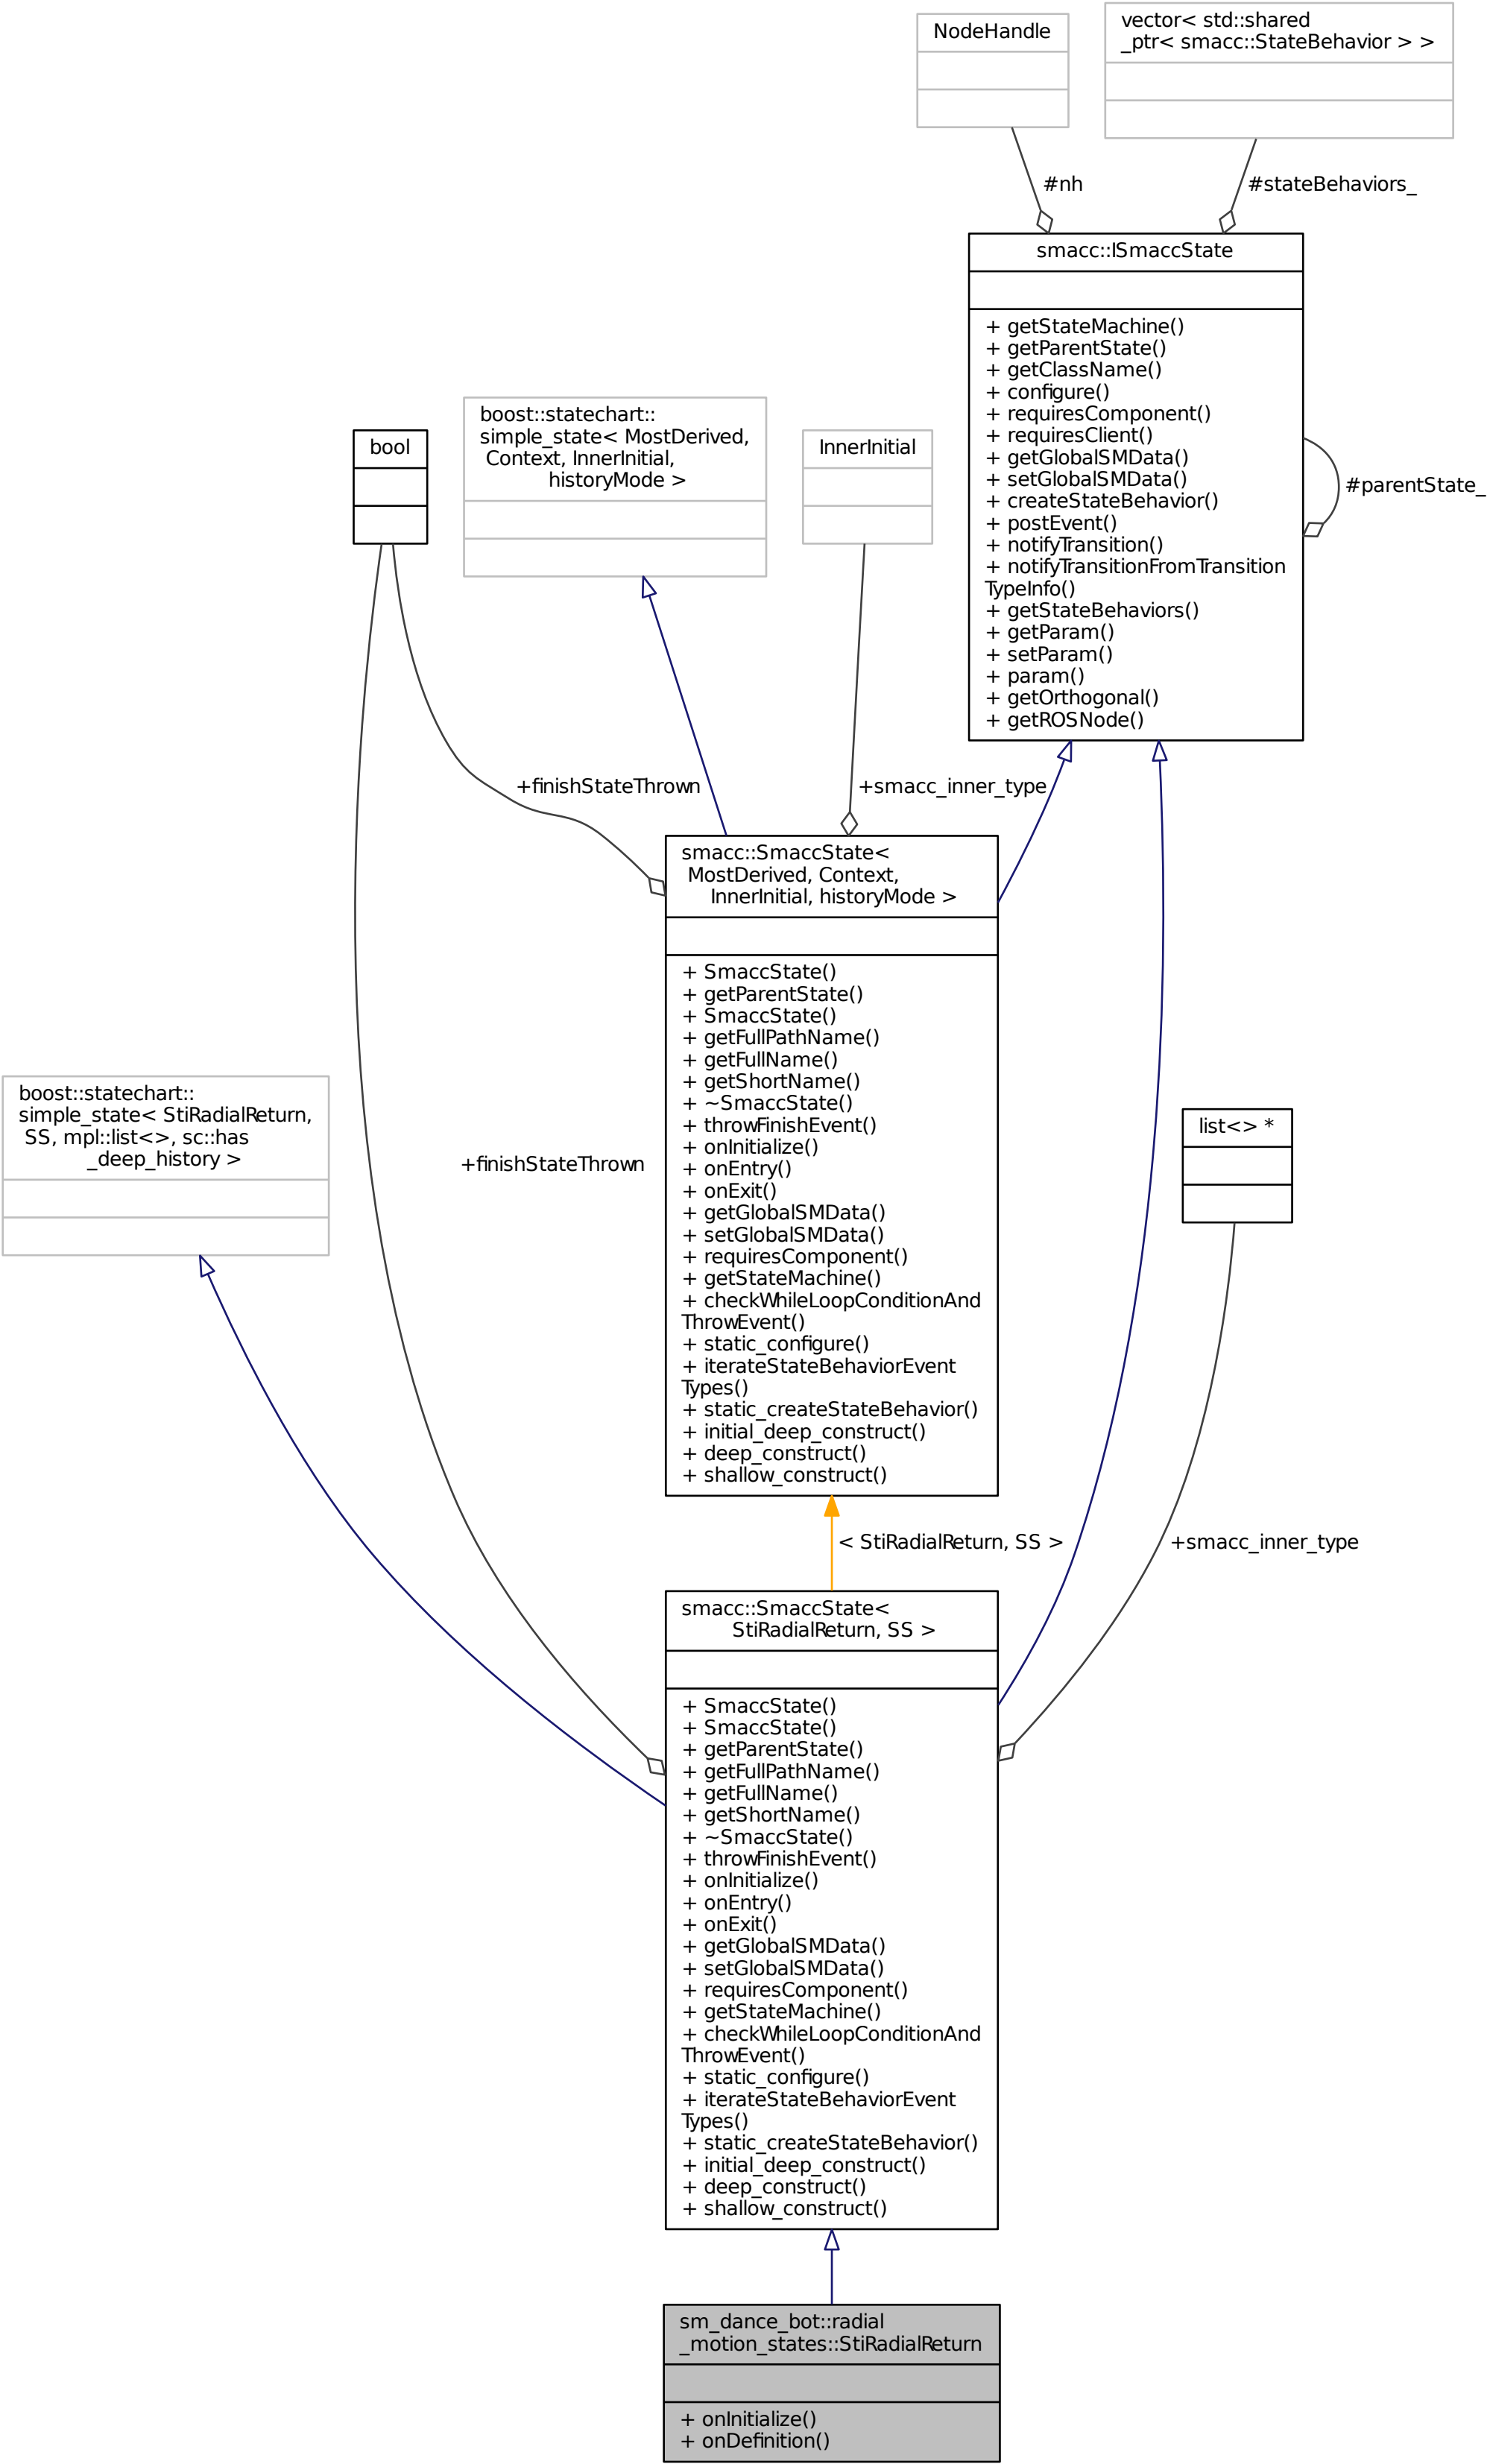 NodeHandle
vector< std::shared
_ptr< smacc::StateBehavior > >
#nh
#stateBehaviors_
smacc::ISmaccState
+ getStateMachine()
+ getParentState()
+ getClassName()
+ configure()
+ requiresComponent()
+ requiresClient()
+ getGlobalSMData()
+ setGlobalSMData()
+ createStateBehavior()
+ postEvent()
+ notifyTransition()
+ notifyTransitionFromTransition
TypeInfo()
+ getStateBehaviors()
+ getParam()
+ setParam()
+ param()
+ getOrthogonal()
+ getROSNode()
#parentState_
bool
boost::statechart::
simple_state< MostDerived,
Context, InnerInitial,
historyMode >
InnerInitial
+finishStateThrown
+smacc_inner_type
smacc::SmaccState<
MostDerived, Context,
InnerInitial, historyMode >
+ SmaccState()
+ getParentState()
+ SmaccState()
+ getFullPathName()
+ getFullName()
+ getShortName()
+ ~SmaccState()
+ throwFinishEvent()
+ onInitialize()
+ onEntry()
+ onExit()
+ getGlobalSMData()
+ setGlobalSMData()
+ requiresComponent()
+ getStateMachine()
+ checkWhileLoopConditionAnd
ThrowEvent()
+ static_configure()
+ iterateStateBehaviorEvent
Types()
+ static_createStateBehavior()
+ initial_deep_construct()
+ deep_construct()
+ shallow_construct()
boost::statechart::
simple_state< StiRadialReturn,
SS, mpl::list<>, sc::has
_deep_history >
+finishStateThrown
list<> *
< StiRadialReturn, SS >
+smacc_inner_type
smacc::SmaccState<
StiRadialReturn, SS >
+ SmaccState()
+ SmaccState()
+ getParentState()
+ getFullPathName()
+ getFullName()
+ getShortName()
+ ~SmaccState()
+ throwFinishEvent()
+ onInitialize()
+ onEntry()
+ onExit()
+ getGlobalSMData()
+ setGlobalSMData()
+ requiresComponent()
+ getStateMachine()
+ checkWhileLoopConditionAnd
ThrowEvent()
+ static_configure()
+ iterateStateBehaviorEvent
Types()
+ static_createStateBehavior()
+ initial_deep_construct()
+ deep_construct()
+ shallow_construct()
sm_dance_bot::radial
_motion_states::StiRadialReturn
+ onInitialize()
+ onDefinition()